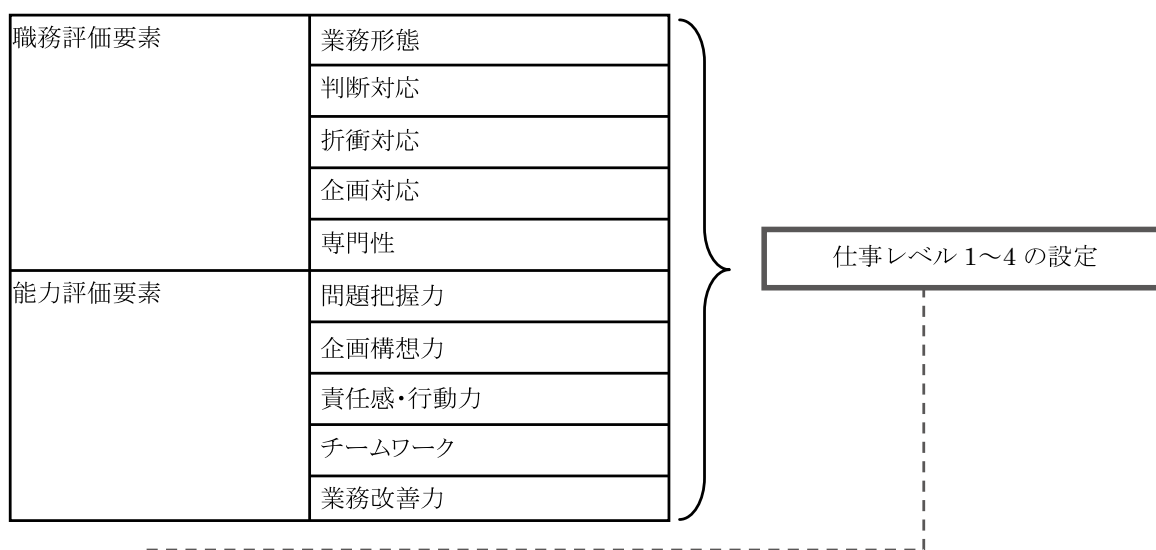 職務評価要素
業務形態
判断対応
折衝対応
企画対応
専門性
能力評価要素
問題把握力
企画構想力
責任感・行動力
チームワーク
業務改善力
仕事レベル 1～4 の設定